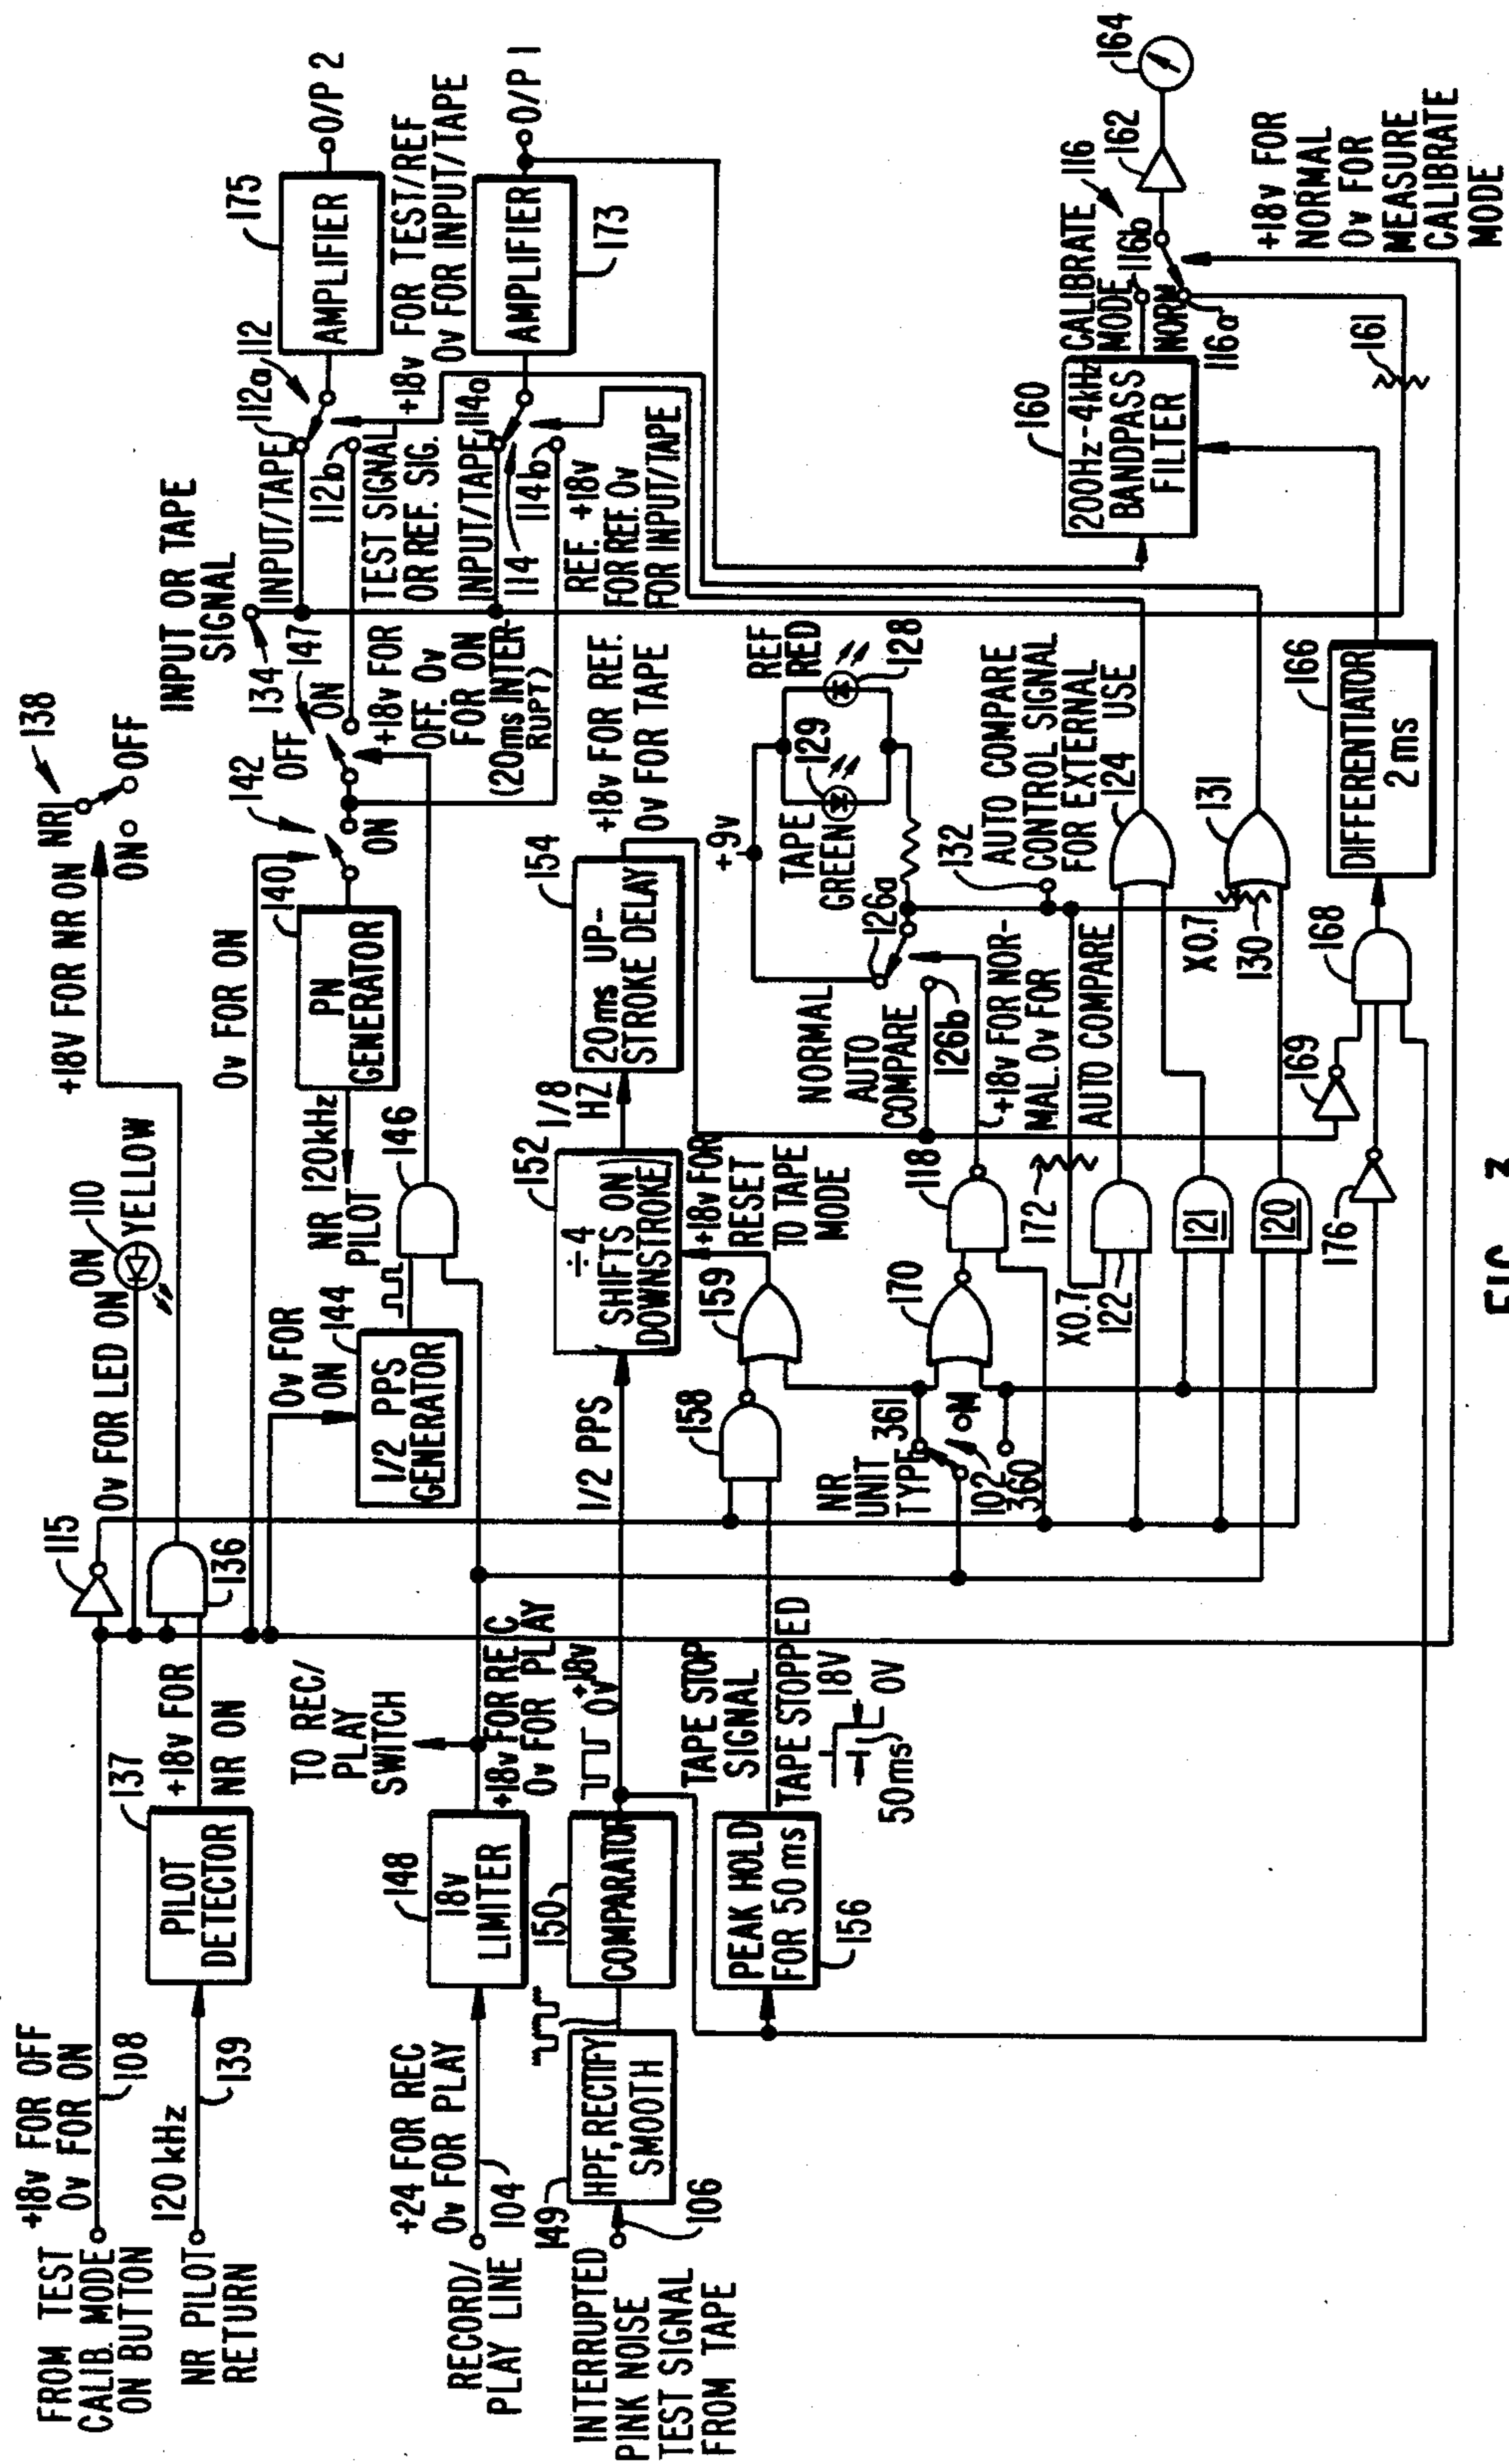 FROM TEST
CALIB. MODE
ON BUTTON
+18v FOR OFF
0v FOR ON
108
NR PILOT
RETURN
120 kHz
139
PILOT
DETECTOR
137
+18v FOR
NR ON
115
136
0v FOR LED ON
ON
110
YELLOW
+18V FOR NR ON
NR
138
ON
OFF
RECORD/
PLAY LINE
+24 FOR REC
0v FOR PLAY
104
148
18v
LIMITER
TO REC/
PLAY
SWITCH
+18v FOR REC
0v FOR PLAY
0v FOR
ON
144
1/2 PPS
GENERATOR
146
NR 120kHz
PILOT
0v FOR ON
140
PN
GENERATOR
142
ON
OFF
147
ON
+18v FOR
OFF. 0v
FOR ON
(20ms INTER-
RUPT)
134
INPUT OR TAPE
SIGNAL
INPUT/TAPE
112a
112
112b
TEST SIGNAL
OR REF. SIG.
175
AMPLIFIER
O/P 2
+18v FOR TEST/REF
0v FOR INPUT/TAPE
INPUT/TAPE
114a
114
114b
REF. +18v
FOR REF. 0v
FOR INPUT/TAPE
AMPLIFIER
173
O/P 1
INTERRUPTED
PINK NOISE
TEST SIGNAL
FROM TAPE
106
149
HPF, RECTIFY
SMOOTH
150
COMPARATOR
+18v
0v
1/2 PPS
152
÷4
SHIFTS ON
DOWNSTROKE
1/8
HZ
154
20ms UP-
STROKE DELAY
+18v FOR REF.
0v FOR TAPE
PEAK HOLD
FOR 50 ms
156
TAPE STOP
SIGNAL
TAPE STOPPED
18V
0V
50ms
158
159
+18v FOR
RESET
TO TAPE
MODE
NR
UNIT
TYPE
361
M
102
360
170
118
172
+18v FOR NOR-
MAL. 0v FOR
AUTO COMPARE
NORMAL
AUTO
COMPARE
126a
126b
+9v
TAPE
GREEN
129
REF
RED
128
132
AUTO COMPARE
CONTROL SIGNAL
FOR EXTERNAL
USE
124
131
X0.7
130
X0.7
122
121
120
176
169
168
166
DIFFERENTIATOR
2 ms
160
200Hz-4kHz
BANDPASS
FILTER
CALIBRATE
MODE
116
116b
NORM
116a
162
164
161
+18v FOR
NORMAL
0v FOR
MEASURE
CALIBRATE
MODE